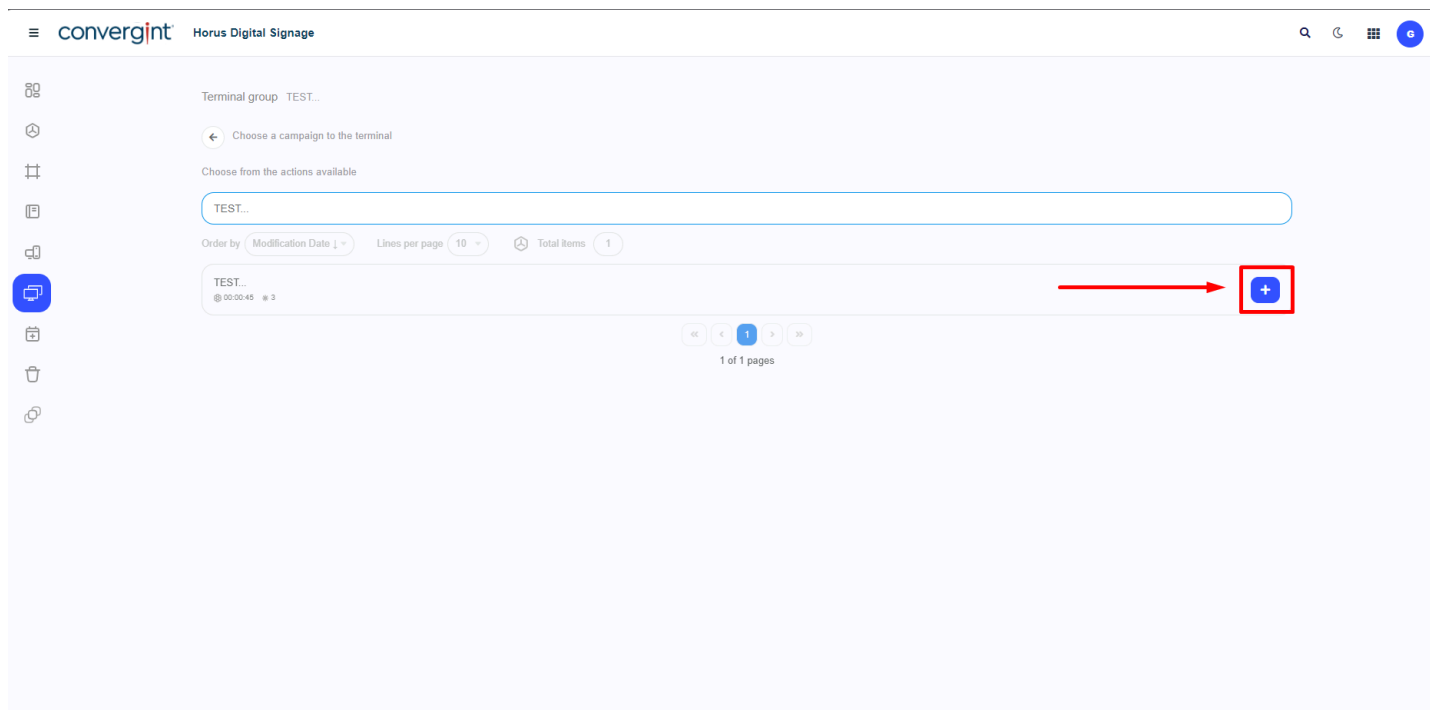 convergint Horus Digital Signage G
Terminal group TEST...
Choose a campaign to the terminal
Choose from the actions available
TEST...
Order by Modification Date ↓ Lines per page 10 Total items 1
TEST...
00:00:45 3
+
« ‹ 1 › »
1 of 1 pages